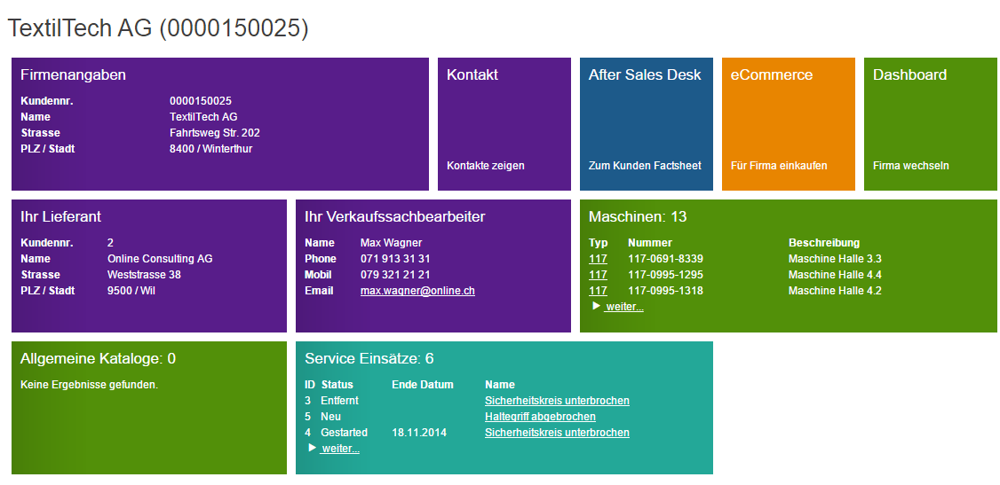 TextilTech AG (0000150025)
Firmenangaben
Kundennr. 0000150025
Name TextilTech AG
Strasse Fahrtsweg Str. 202
PLZ / Stadt 8400 / Winterthur
Kontakt
Kontakte zeigen
After Sales Desk
Zum Kunden Factsheet
eCommerce
Für Firma einkaufen
Dashboard
Firma wechseln
Ihr Lieferant
Kundennr. 2
Name Online Consulting AG
Strasse Weststrasse 38
PLZ / Stadt 9500 / Wil
Ihr Verkaufssachbearbeiter
Name Max Wagner
Phone 071 913 31 31
Mobil 079 321 21 21
Email max.wagner@online.ch
Maschinen: 13
Typ Nummer Beschreibung
117 117-0691-8339 Maschine Halle 3.3
117 117-0995-1295 Maschine Halle 4.4
117 117-0995-1318 Maschine Halle 4.2
weiter...
Allgemeine Kataloge: 0
Keine Ergebnisse gefunden.
Service Einsätze: 6
ID Status Ende Datum Name
3 Entfernt Sicherheitskreis unterbrochen
5 Neu Haltegriff abgebrochen
4 Gestarted 18.11.2014 Sicherheitskreis unterbrochen
weiter...